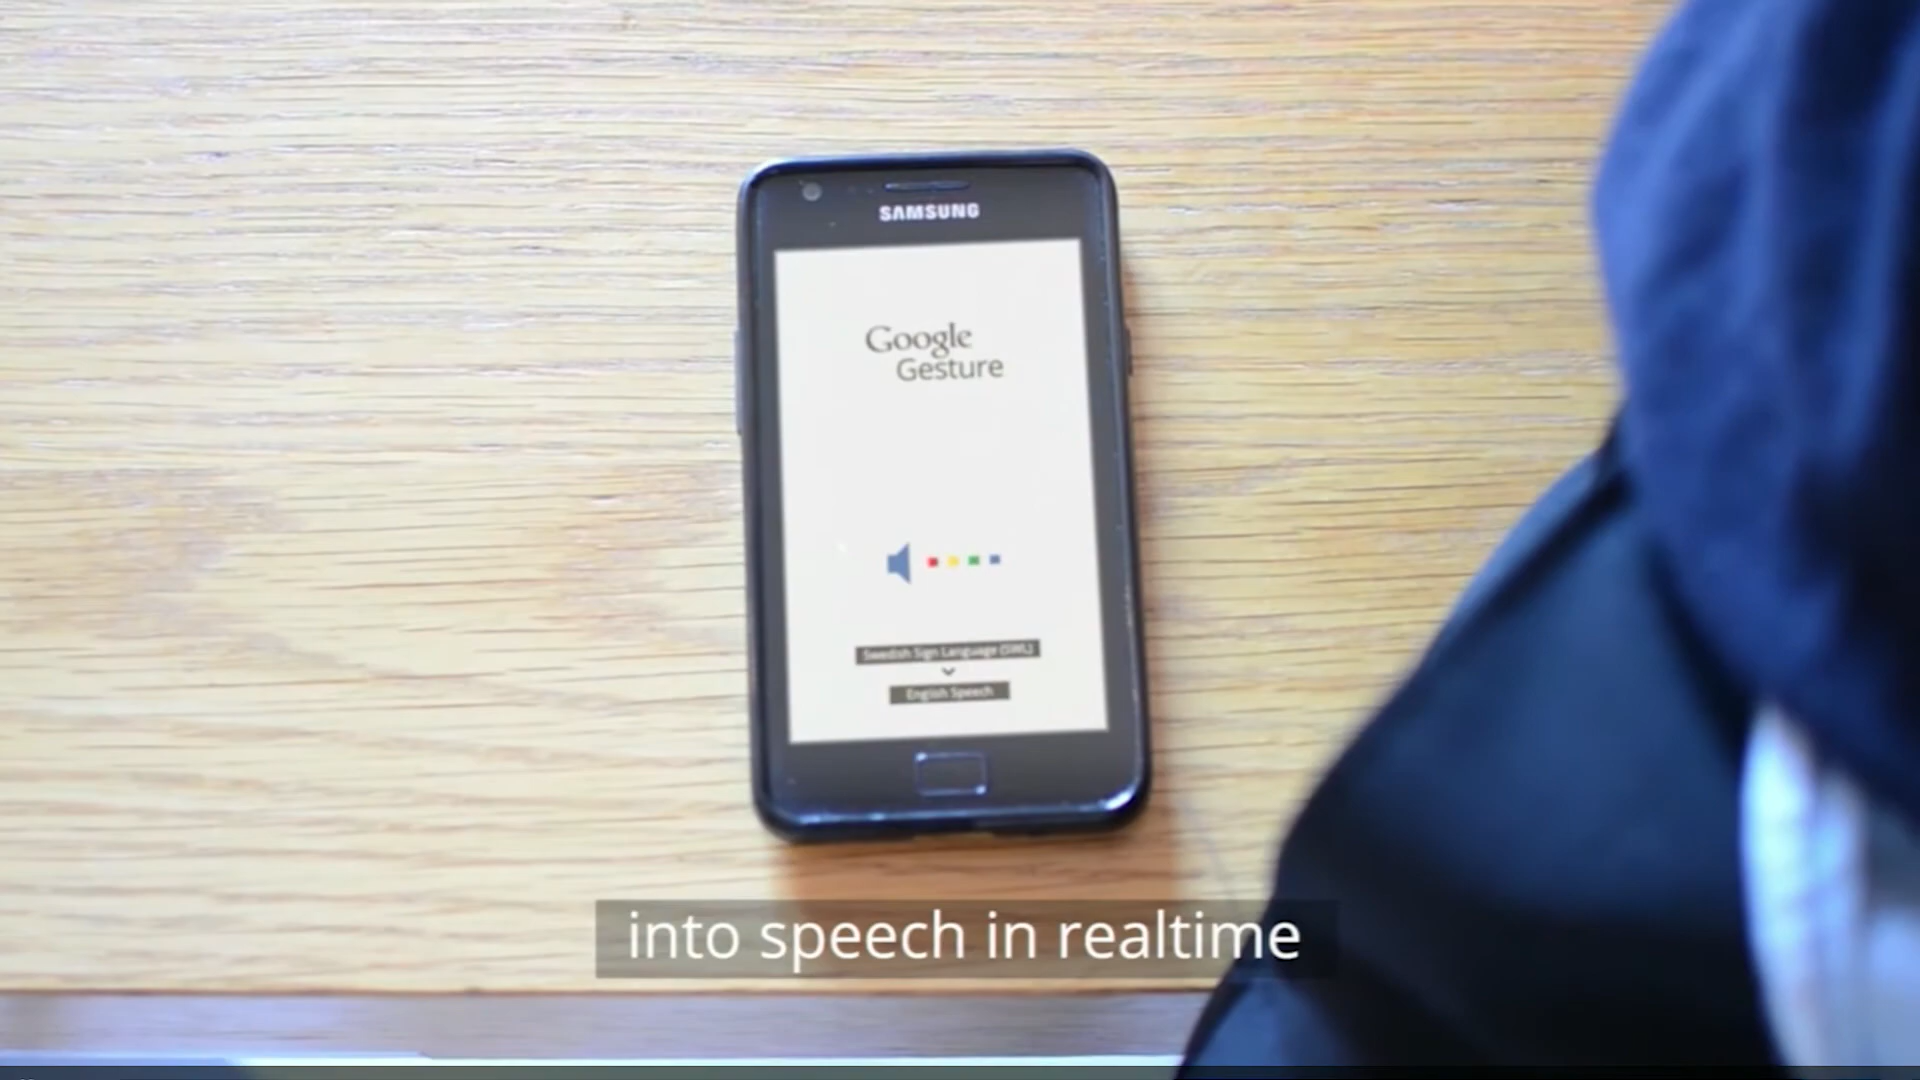 SAMSUNG
Google
Gesture
Swedish Sign Language (SWL)
English Speech
into speech in realtime